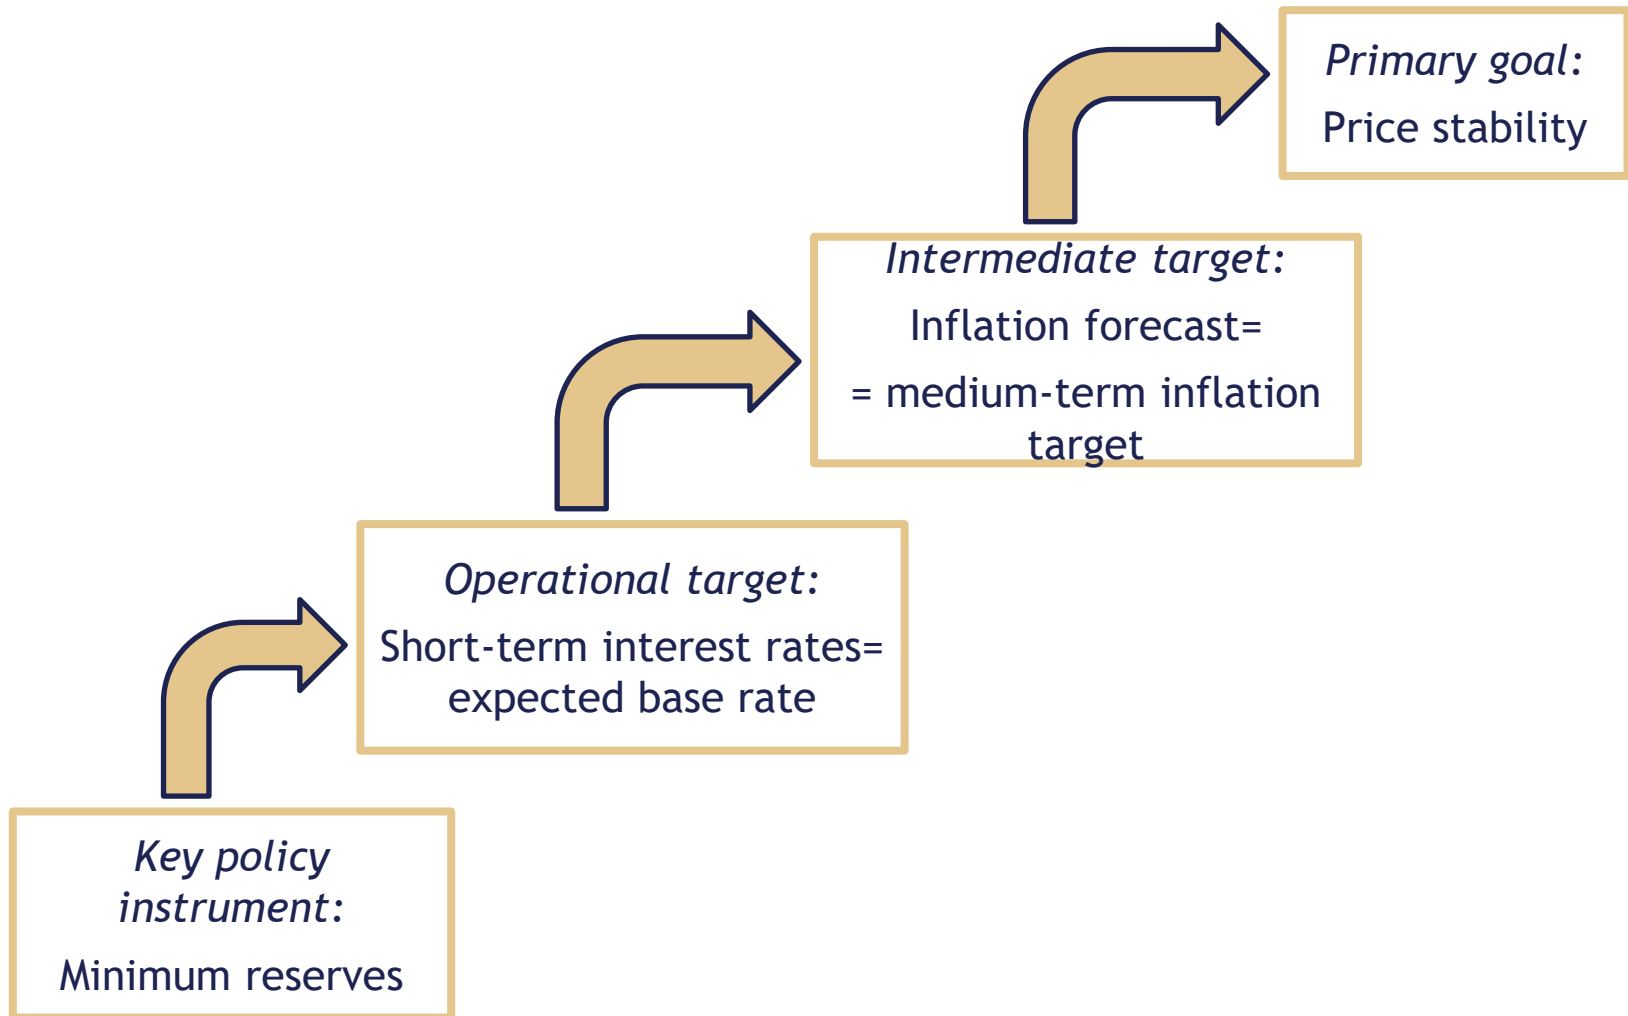 Primary goal:
Price stability
Intermediate target:
Inflation forecast=
= medium-term inflation
target
Operational target:
Short-term interest rates=
expected base rate
Key policy
instrument:
Minimum reserves